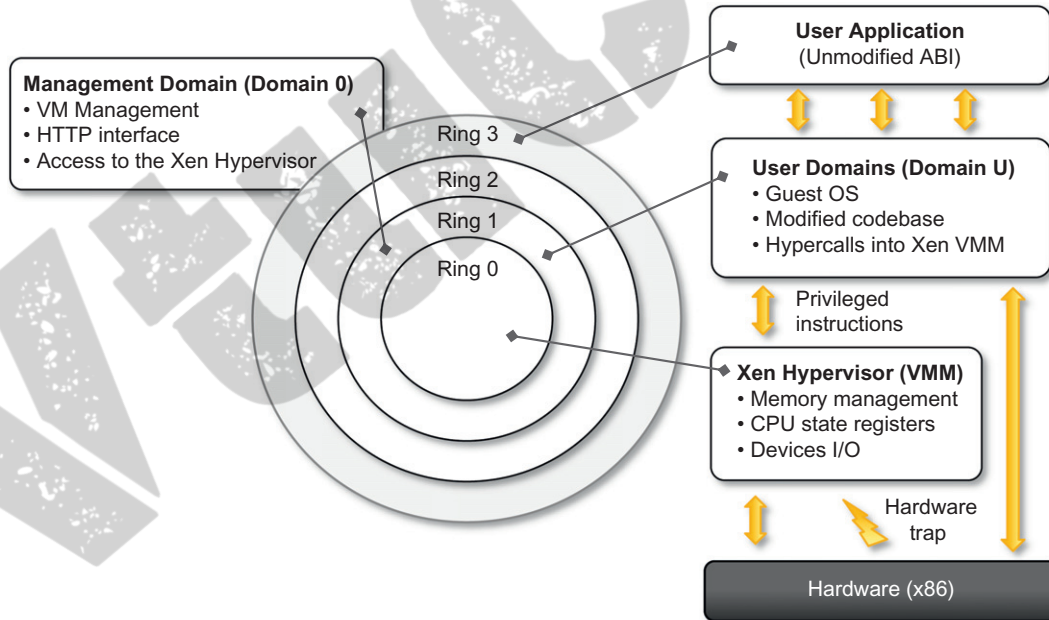 User Application
(Unmodified ABI)
Management Domain (Domain 0)
• VM Management
• HTTP interface
• Access to the Xen Hypervisor
Ring 3
Ring 2
Ring 1
Ring 0
User Domains (Domain U)
• Guest OS
• Modified codebase
• Hypercalls into Xen VMM
Privileged
instructions
Xen Hypervisor (VMM)
• Memory management
• CPU state registers
• Devices I/O
Hardware
trap
Hardware (x86)